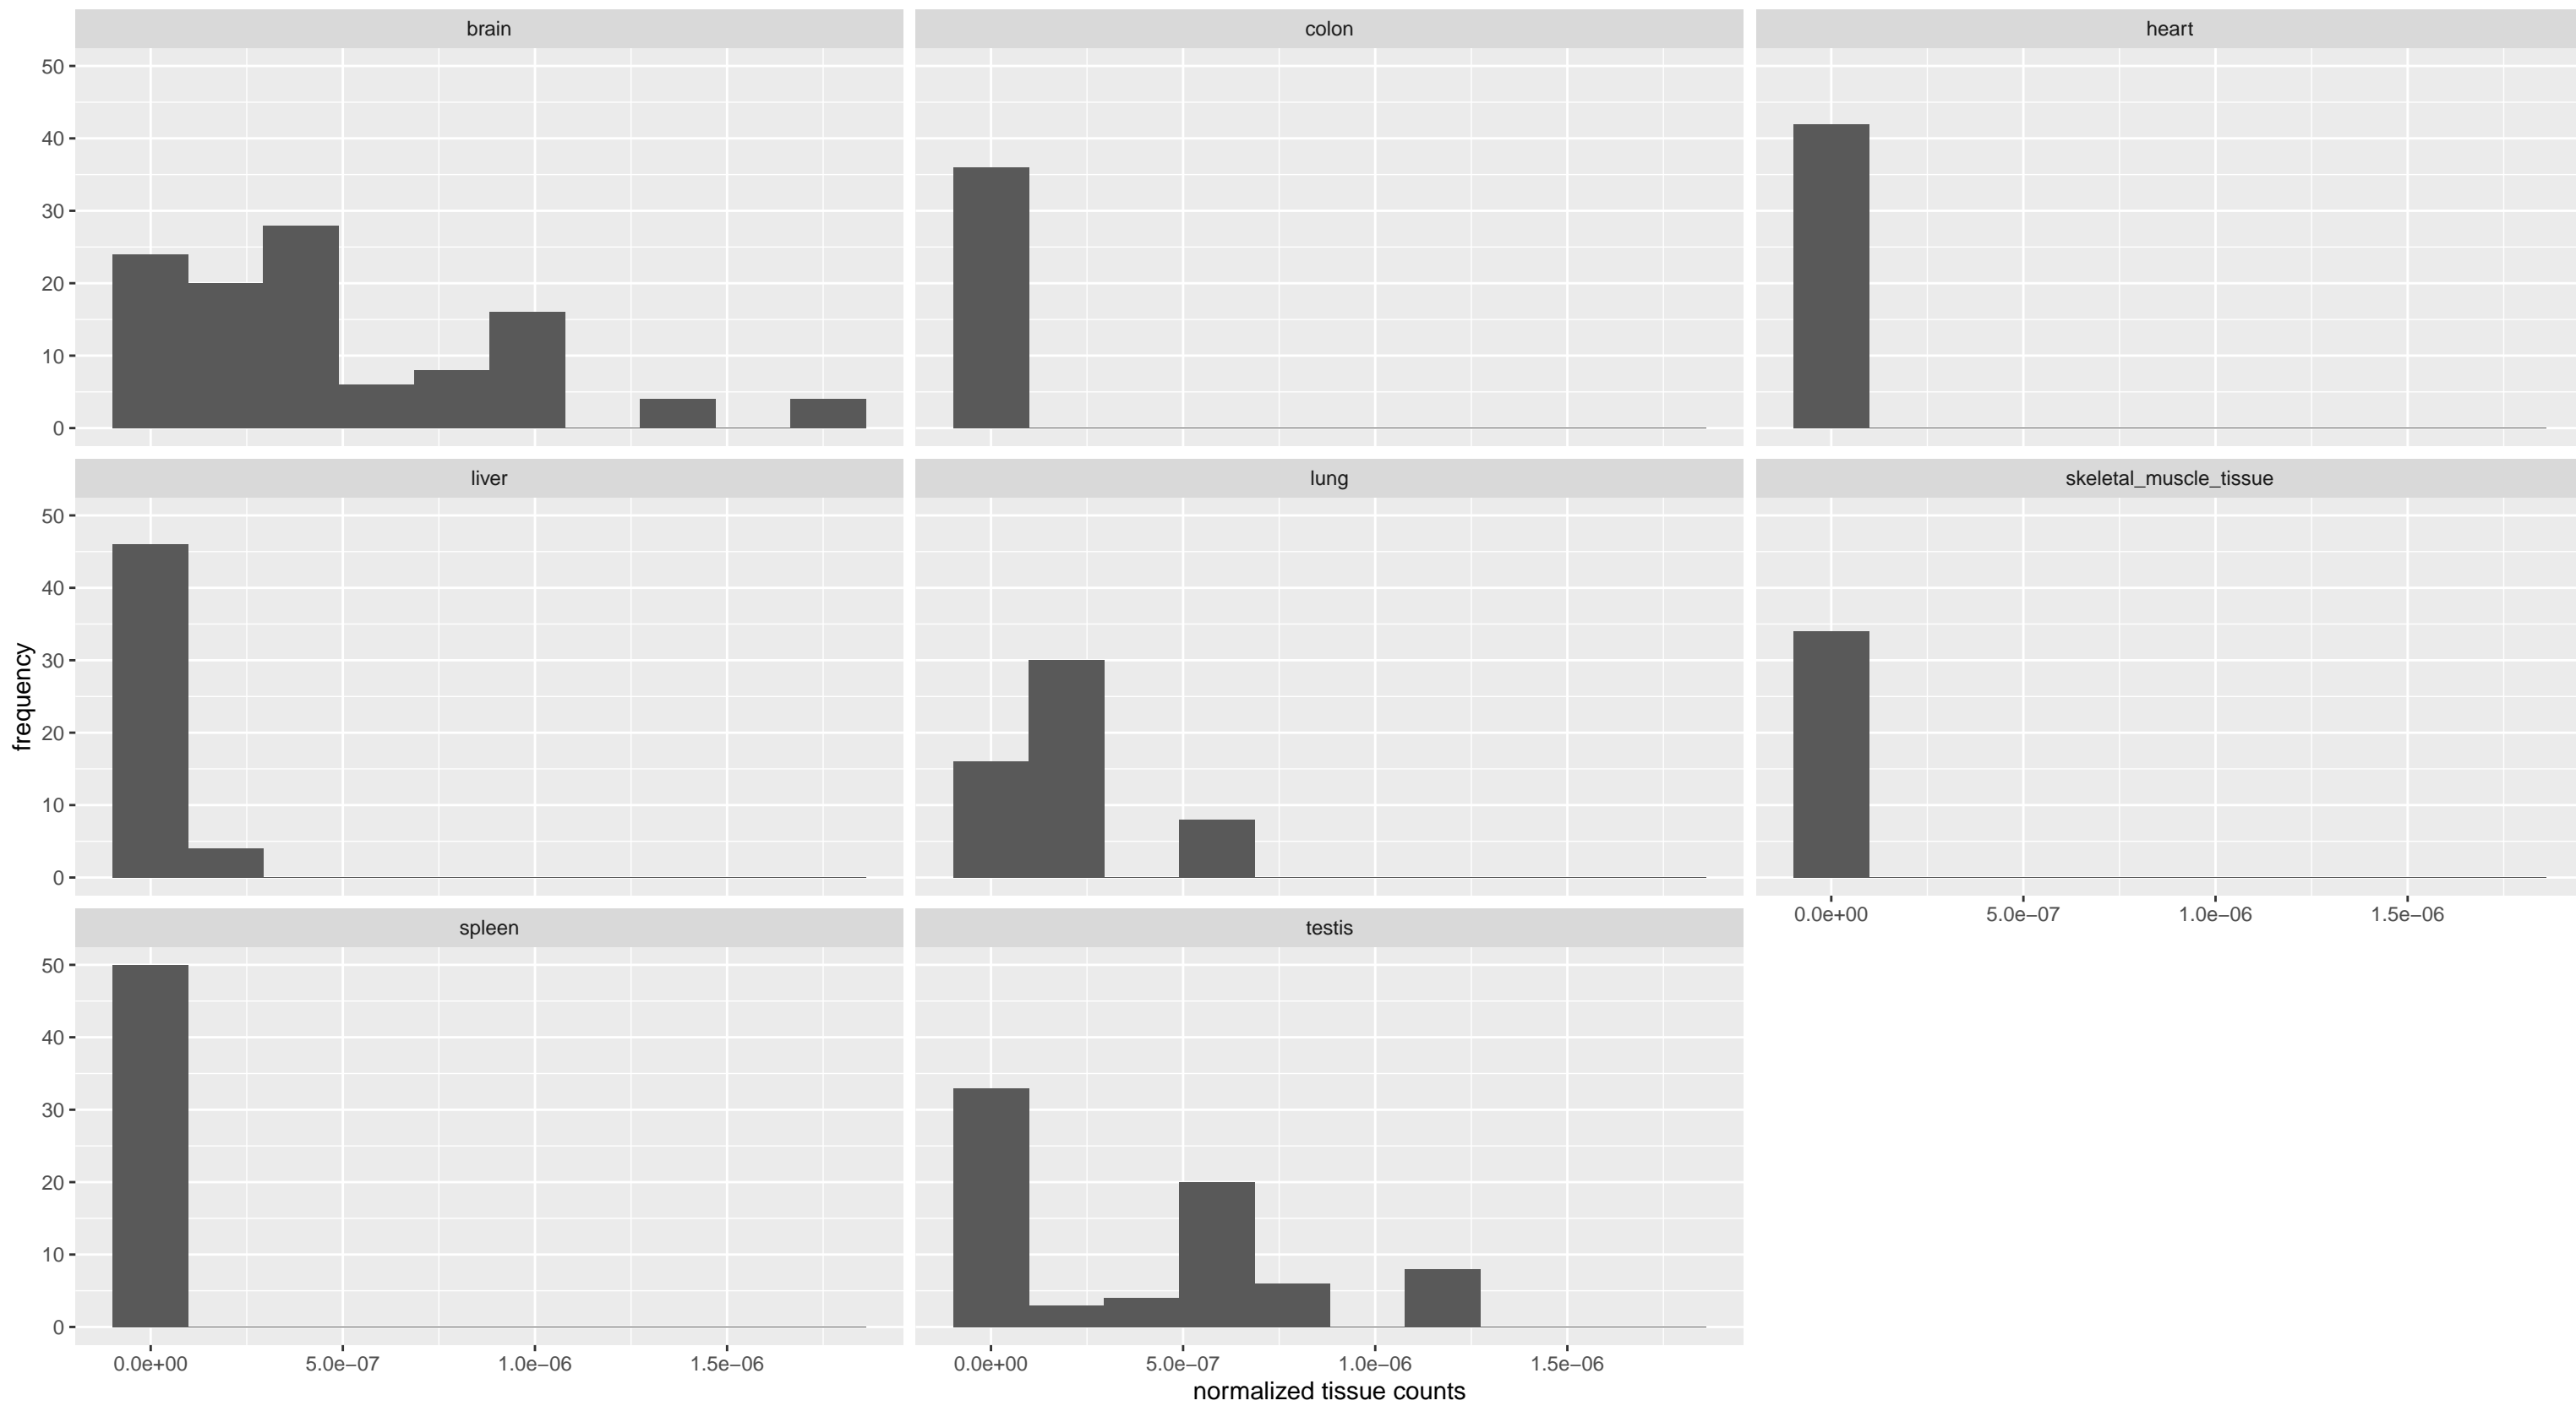 brain
colon
heart
50
40
30
20
10
0
liver
lung
skeletal_muscle_tissue
50
40
30
20
10
0
frequency
0.0e+00 5.0e−07 1.0e−06 1.5e−06
spleen
testis
50
40
30
20
10
0
0.0e+00 5.0e−07 1.0e−06 1.5e−06
0.0e+00 5.0e−07 1.0e−06 1.5e−06
normalized tissue counts